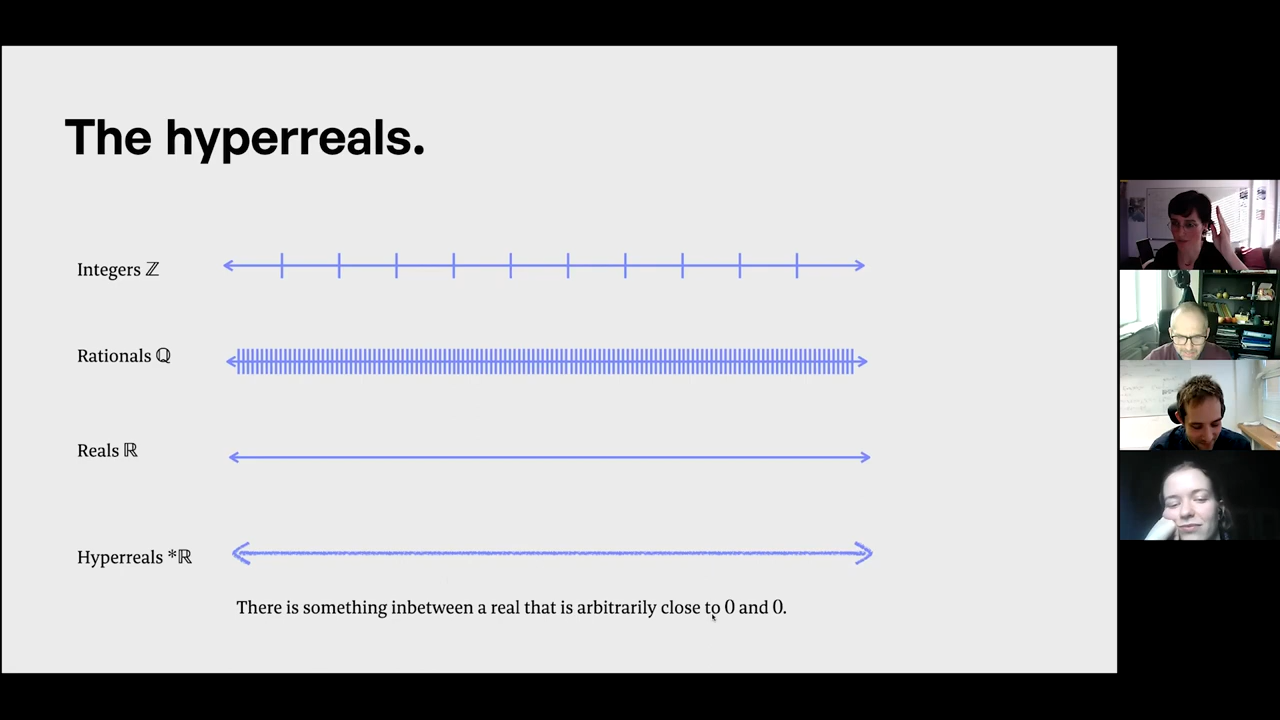 The hyperreals.
Integers ℤ
Rationals ℚ
Reals ℝ
Hyperreals *ℝ
There is something inbetween a real that is arbitrarily close to 0 and 0.